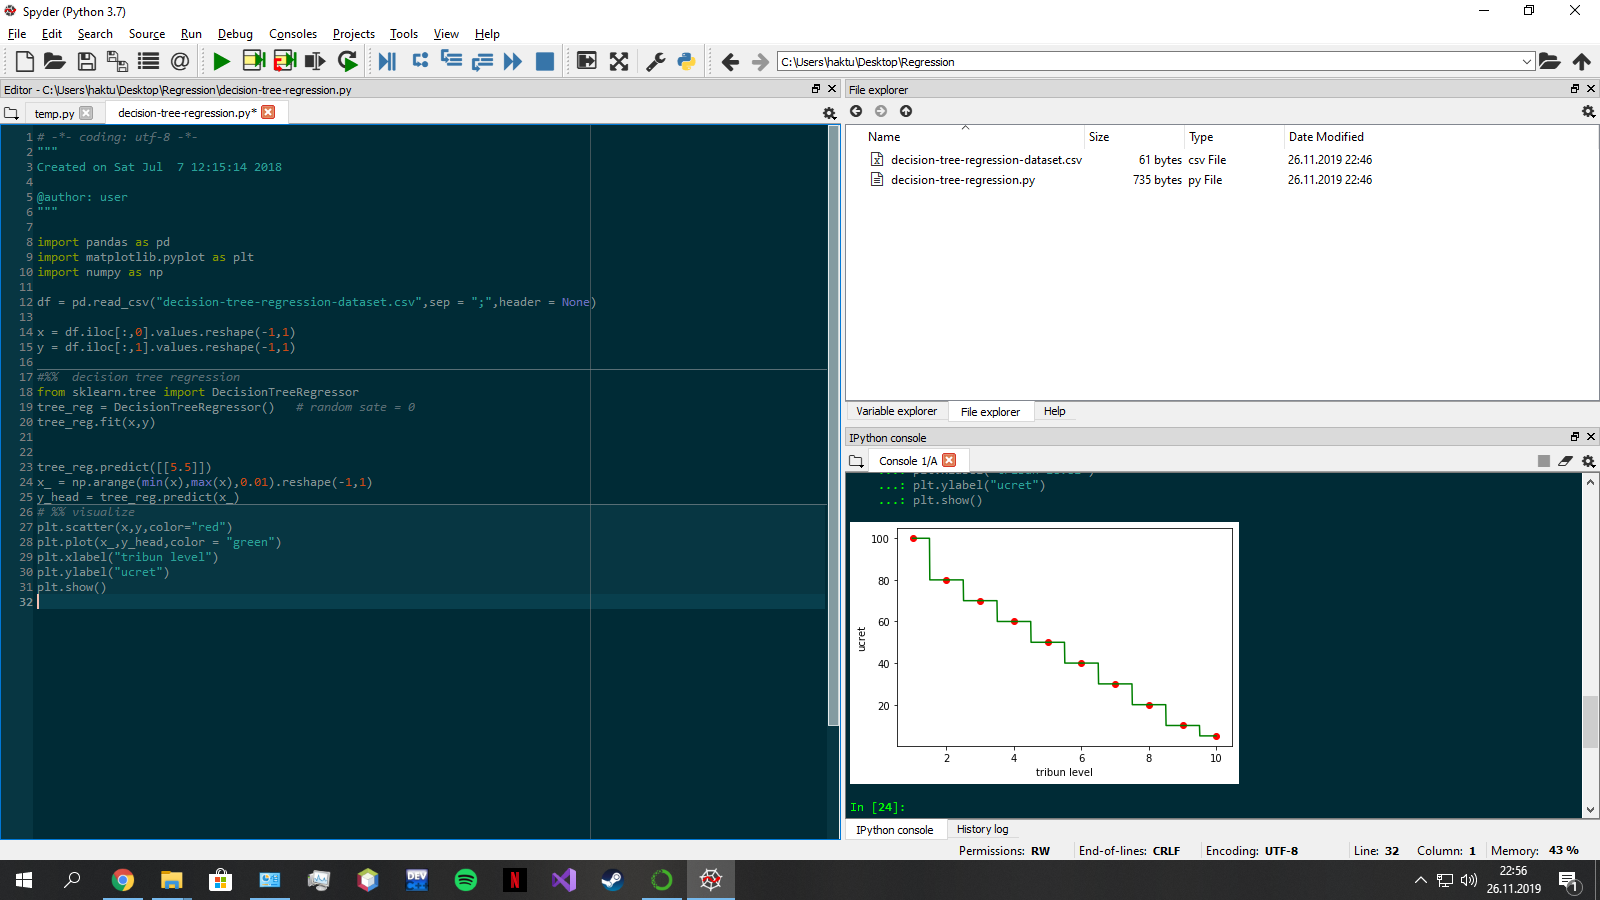 Spyder (Python 3.7)
File Edit Search Source Run Debug Consoles Projects Tools View Help
C:\Users\haktu\Desktop\Regression
Editor - C:\Users\haktu\Desktop\Regression\decision-tree-regression.py
temp.py decision-tree-regression.py*
1 # -*- coding: utf-8 -*-
2 """
3 Created on Sat Jul  7 12:15:14 2018
4
5 @author: user
6 """
7
8 import pandas as pd
9 import matplotlib.pyplot as plt
10 import numpy as np
11
12 df = pd.read_csv("decision-tree-regression-dataset.csv",sep = ";",header = None)
13
14 x = df.iloc[:,0].values.reshape(-1,1)
15 y = df.iloc[:,1].values.reshape(-1,1)
16
17 #%%  decision tree regression
18 from sklearn.tree import DecisionTreeRegressor
19 tree_reg = DecisionTreeRegressor()   # random sate = 0
20 tree_reg.fit(x,y)
21
22
23 tree_reg.predict([[5.5]])
24 x_ = np.arange(min(x),max(x),0.01).reshape(-1,1)
25 y_head = tree_reg.predict(x_)
26 # %% visualize
27 plt.scatter(x,y,color="red")
28 plt.plot(x_,y_head,color = "green")
29 plt.xlabel("tribun level")
30 plt.ylabel("ucret")
31 plt.show()
32
File explorer
Name Size Type Date Modified
decision-tree-regression-dataset.csv 61 bytes csv File 26.11.2019 22:46
decision-tree-regression.py 735 bytes py File 26.11.2019 22:46
Variable explorer File explorer Help
IPython console
Console 1/A
...: plt.ylabel("ucret")
...: plt.show()
100
80
60
40
20
ucret
2 4 6 8 10
tribun level
In [24]:
IPython console History log
Permissions: RW End-of-lines: CRLF Encoding: UTF-8 Line: 32 Column: 1 Memory: 43 %
DEV
N
22:56
26.11.2019
1